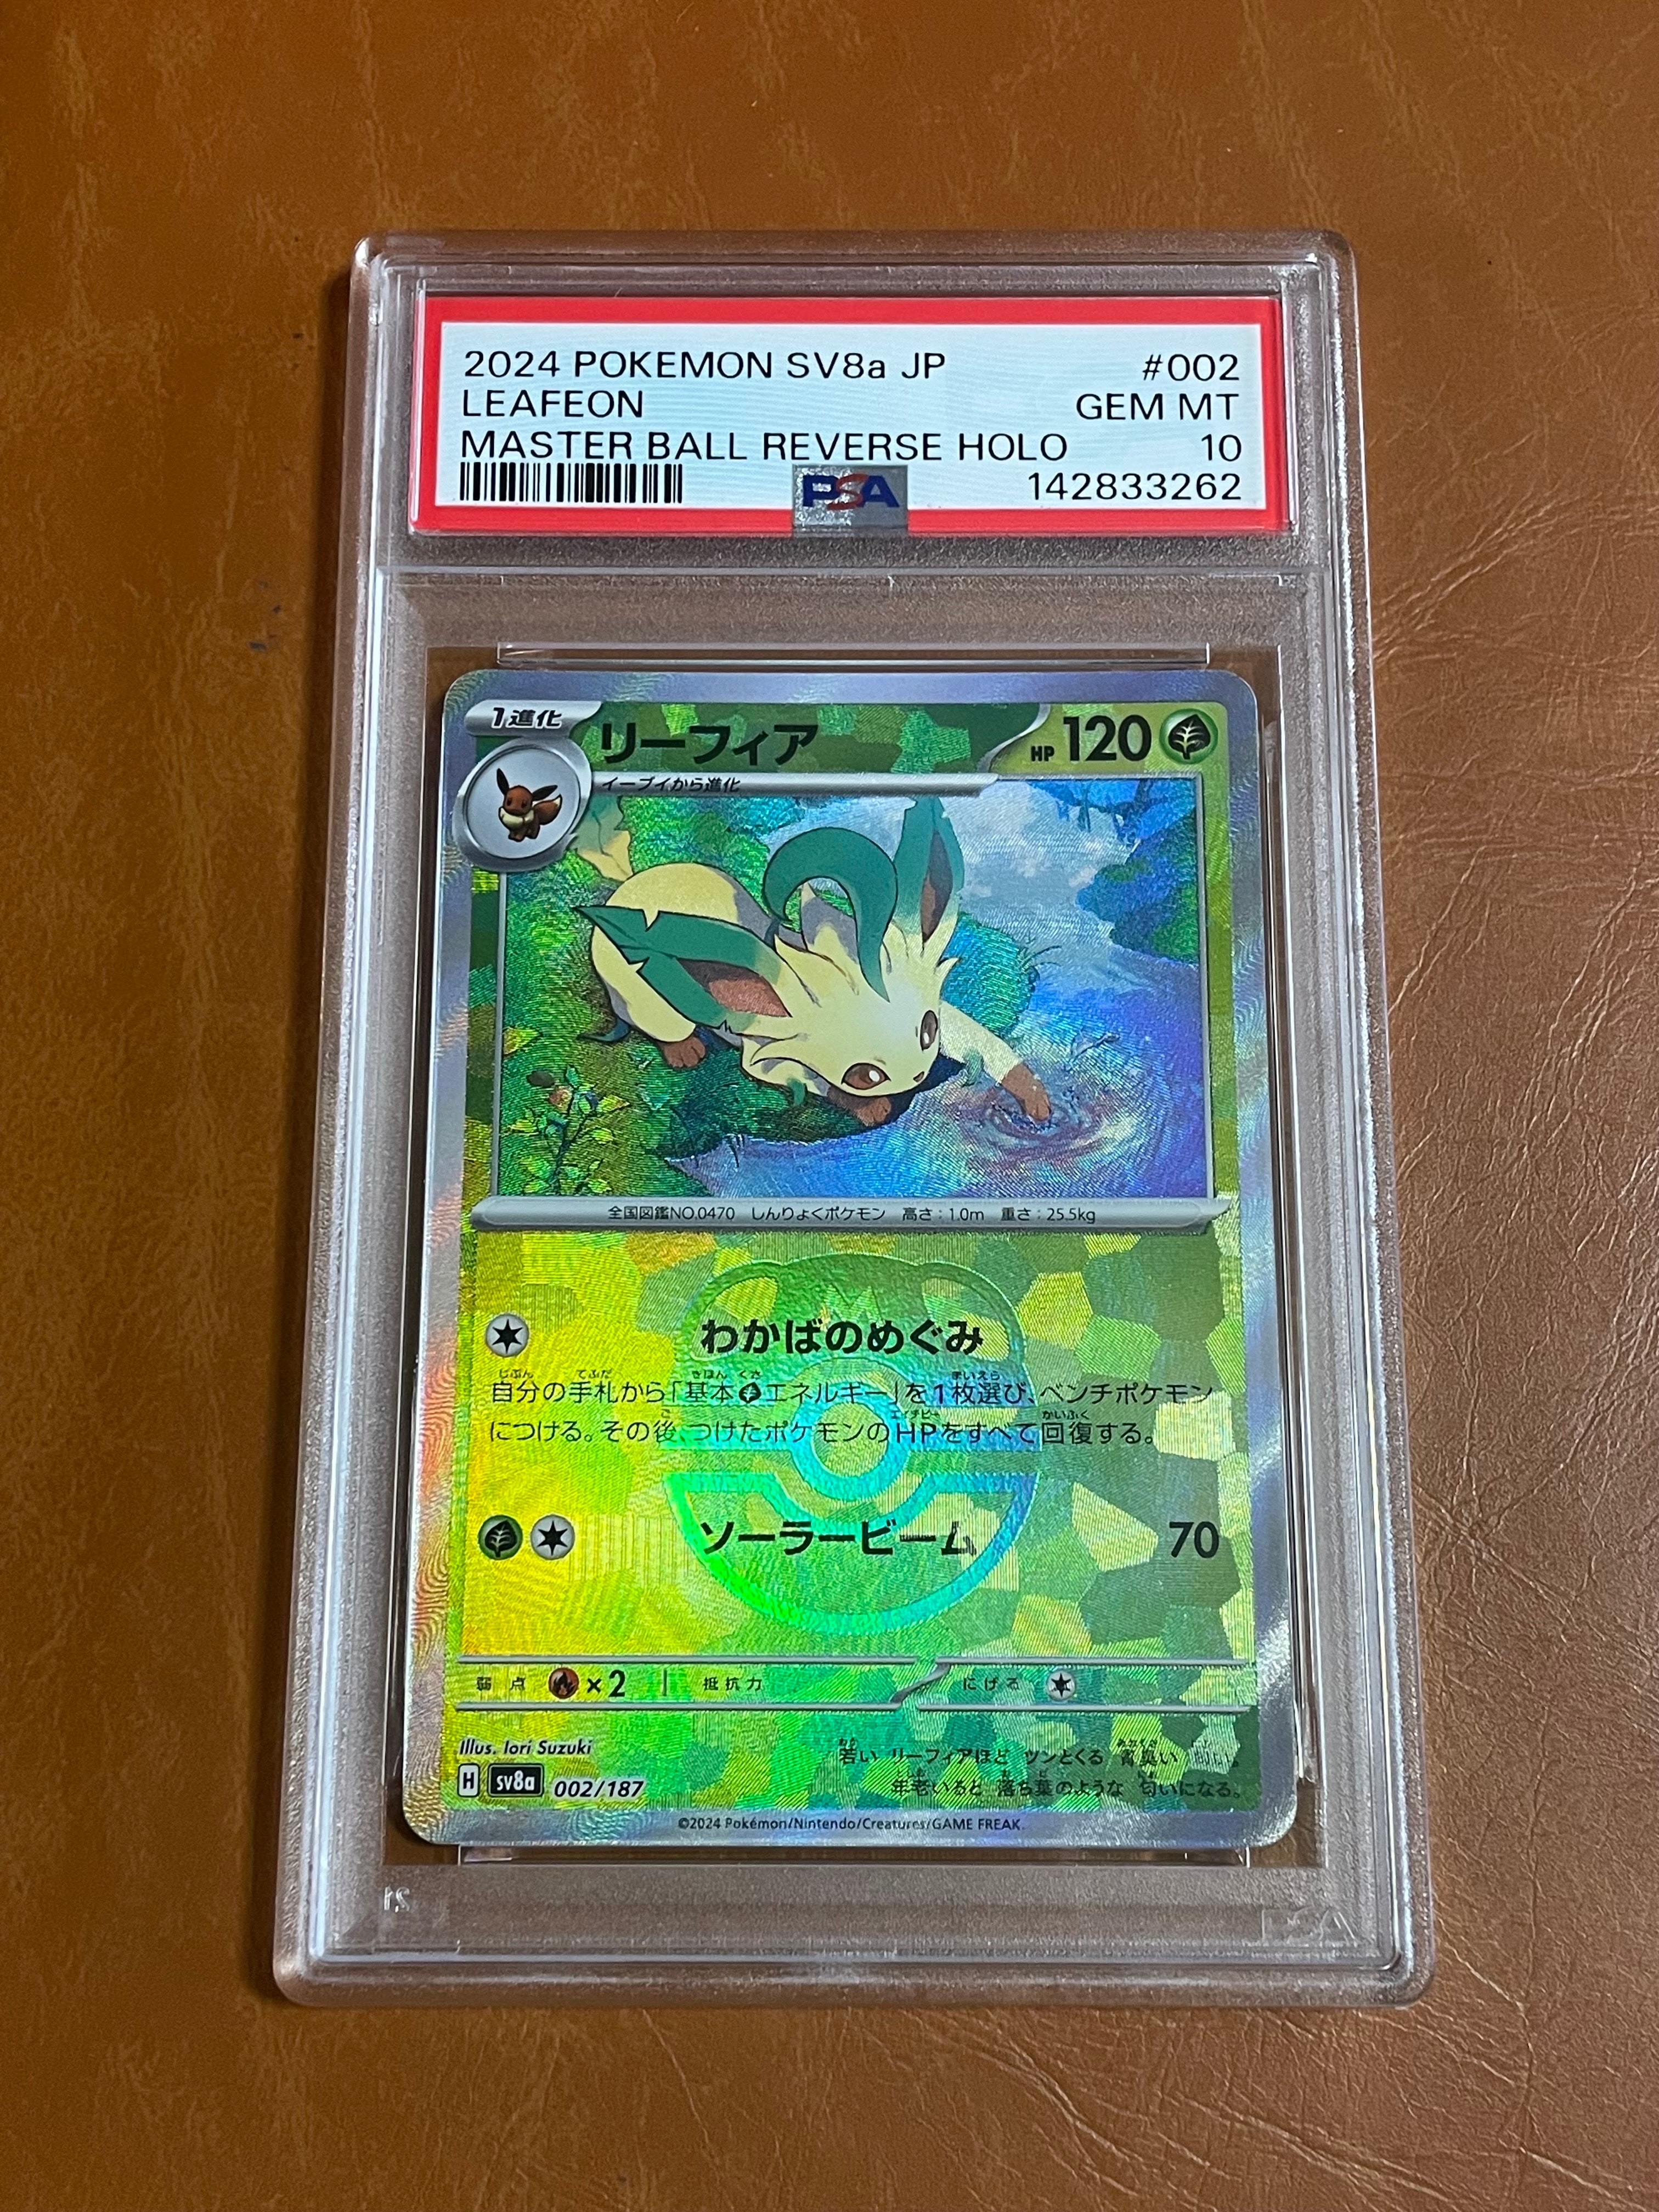 2024 POKEMON SV8a JP #002
LEAFEON GEM MT
MASTER BALL REVERSE HOLO 10
PSA 142833262
1進化 リーフィア HP 120
イーブイから進化
全国図鑑NO.0470 しんりょくポケモン 高さ:1.0m 重さ:25.5kg
わかばのめぐみ
自分の手札から「基本エネルギー」を1枚選び、ベンチポケモン
につける。その後、つけたポケモンのHPをすべて回復する。
ソーラービーム 70
弱点 ×2 抵抗力 にげる
Illus. Iori Suzuki
若い リーフィアほど ツンとくる 青臭い
H sv8a 002/187
年老いると 落ち葉のような 匂いになる。
©2024 Pokémon/Nintendo/Creatures/GAME FREAK.